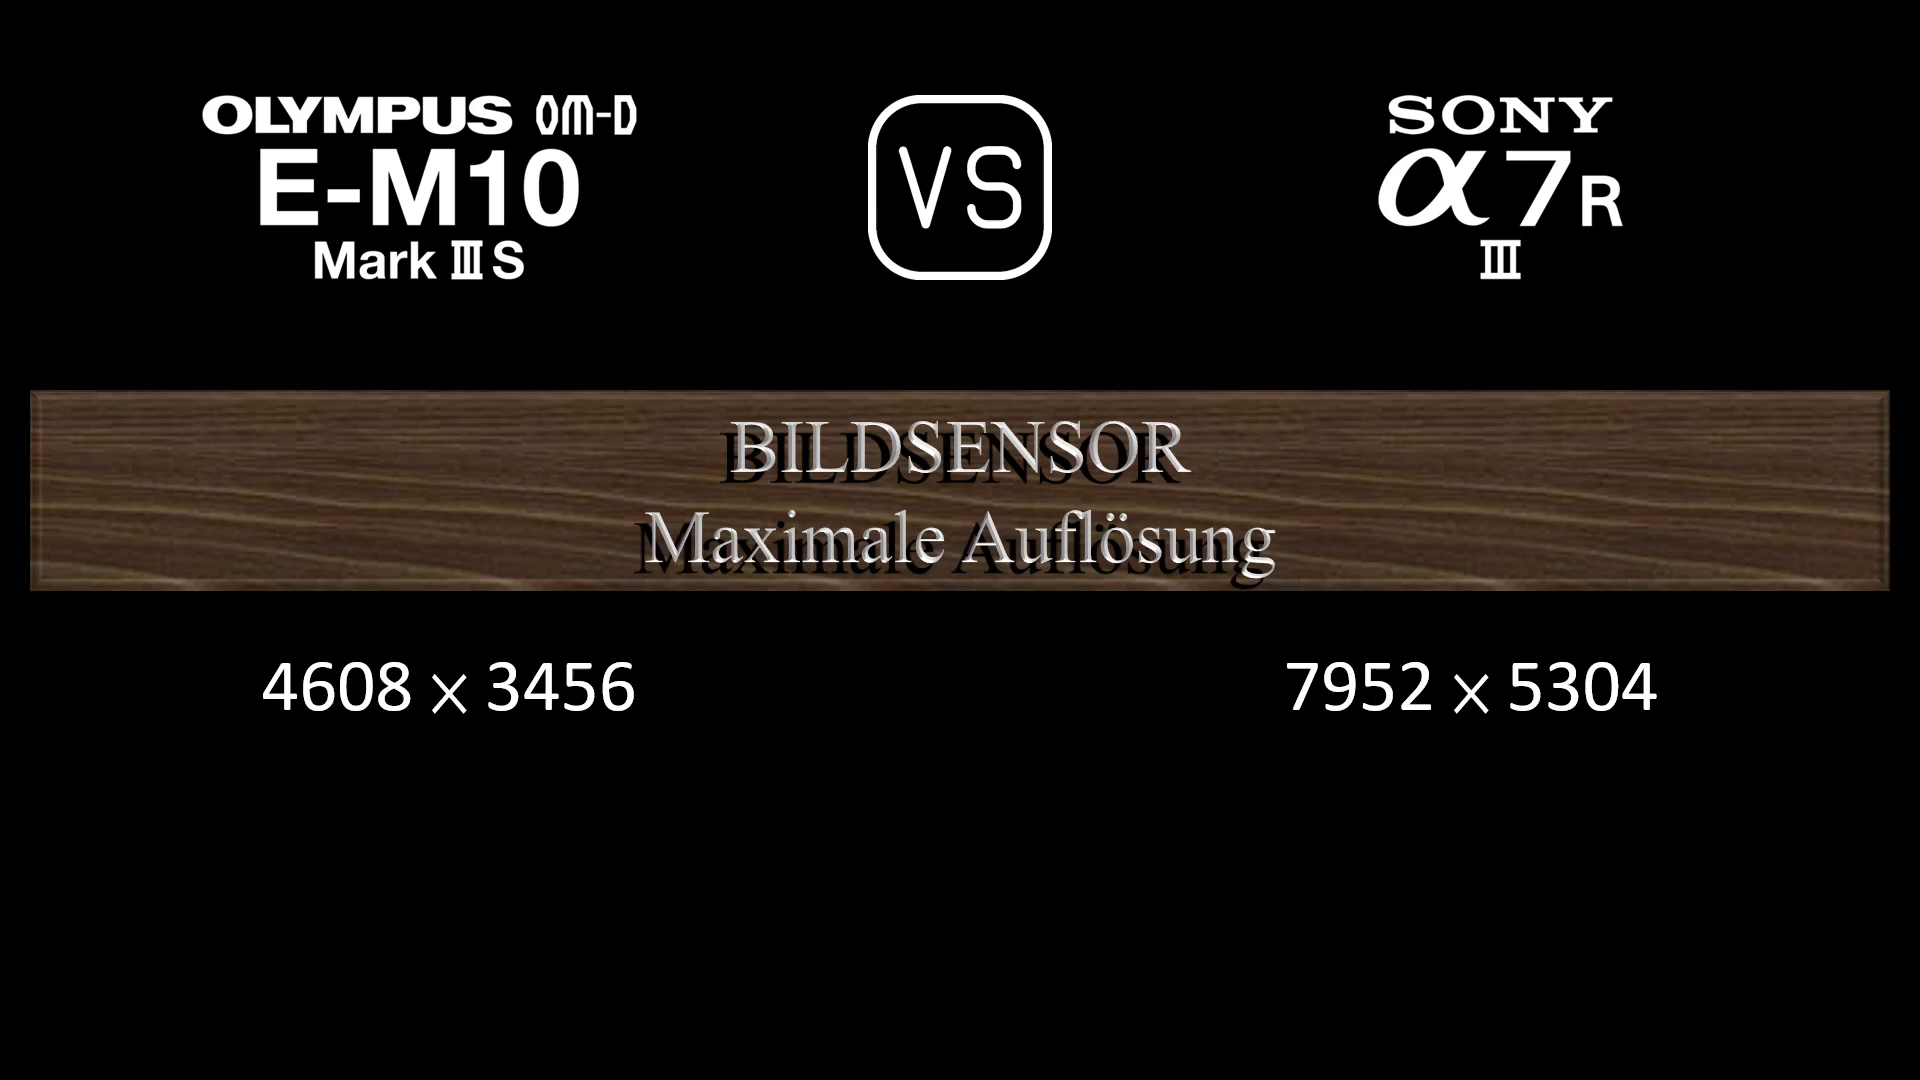 OLYMPUS OM-D
E-M10
Mark III S
VS
SONY
α7R
III
BILDSENSOR
Maximale Auflösung
4608 x 3456
7952 x 5304